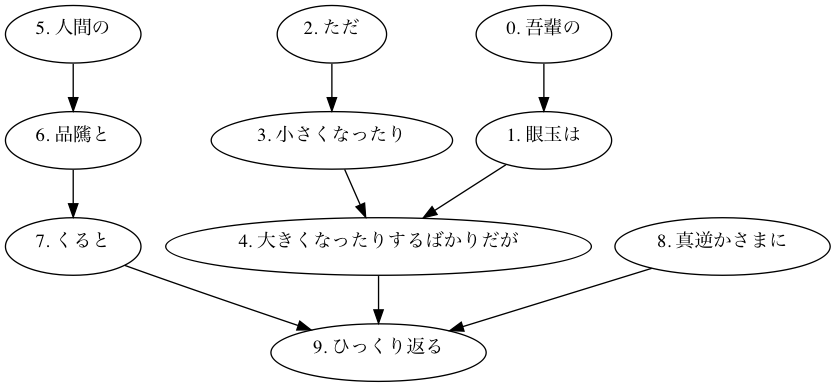 5. 人間の
2. ただ
0. 吾輩の
6. 品隲と
3. 小さくなったり
1. 眼玉は
7. くると
4. 大きくなったりするばかりだが
8. 真逆かさまに
9. ひっくり返る